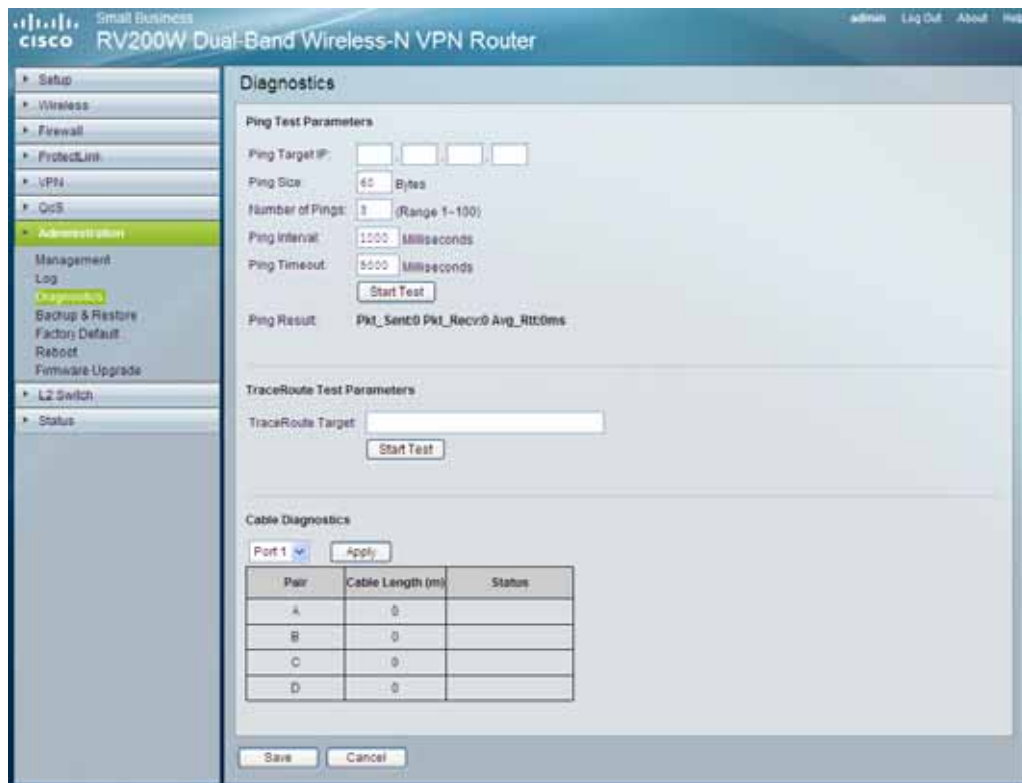 Small Business
cisco RV200W Dual-Band Wireless-N VPN Router
admin Log Out About Help
Setup
Wireless
Firewall
ProtectLink
VPN
QoS
Administration
Management
Log
Diagnostics
Backup & Restore
Factory Default
Reboot
Firmware Upgrade
L2 Switch
Status
Diagnostics
Ping Test Parameters
Ping Target IP: . . .
Ping Size: 60 Bytes
Number of Pings: 3 (Range 1~100)
Ping Interval: 1000 Milliseconds
Ping Timeout: 5000 Milliseconds
Start Test
Ping Result: Pkt_Sent:0 Pkt_Recv:0 Avg_Rtt:0ms
TraceRoute Test Parameters
TraceRoute Target:
Start Test
Cable Diagnostics
Port 1 Apply
Pair Cable Length (m) Status
A 0
B 0
C 0
D 0
Save Cancel